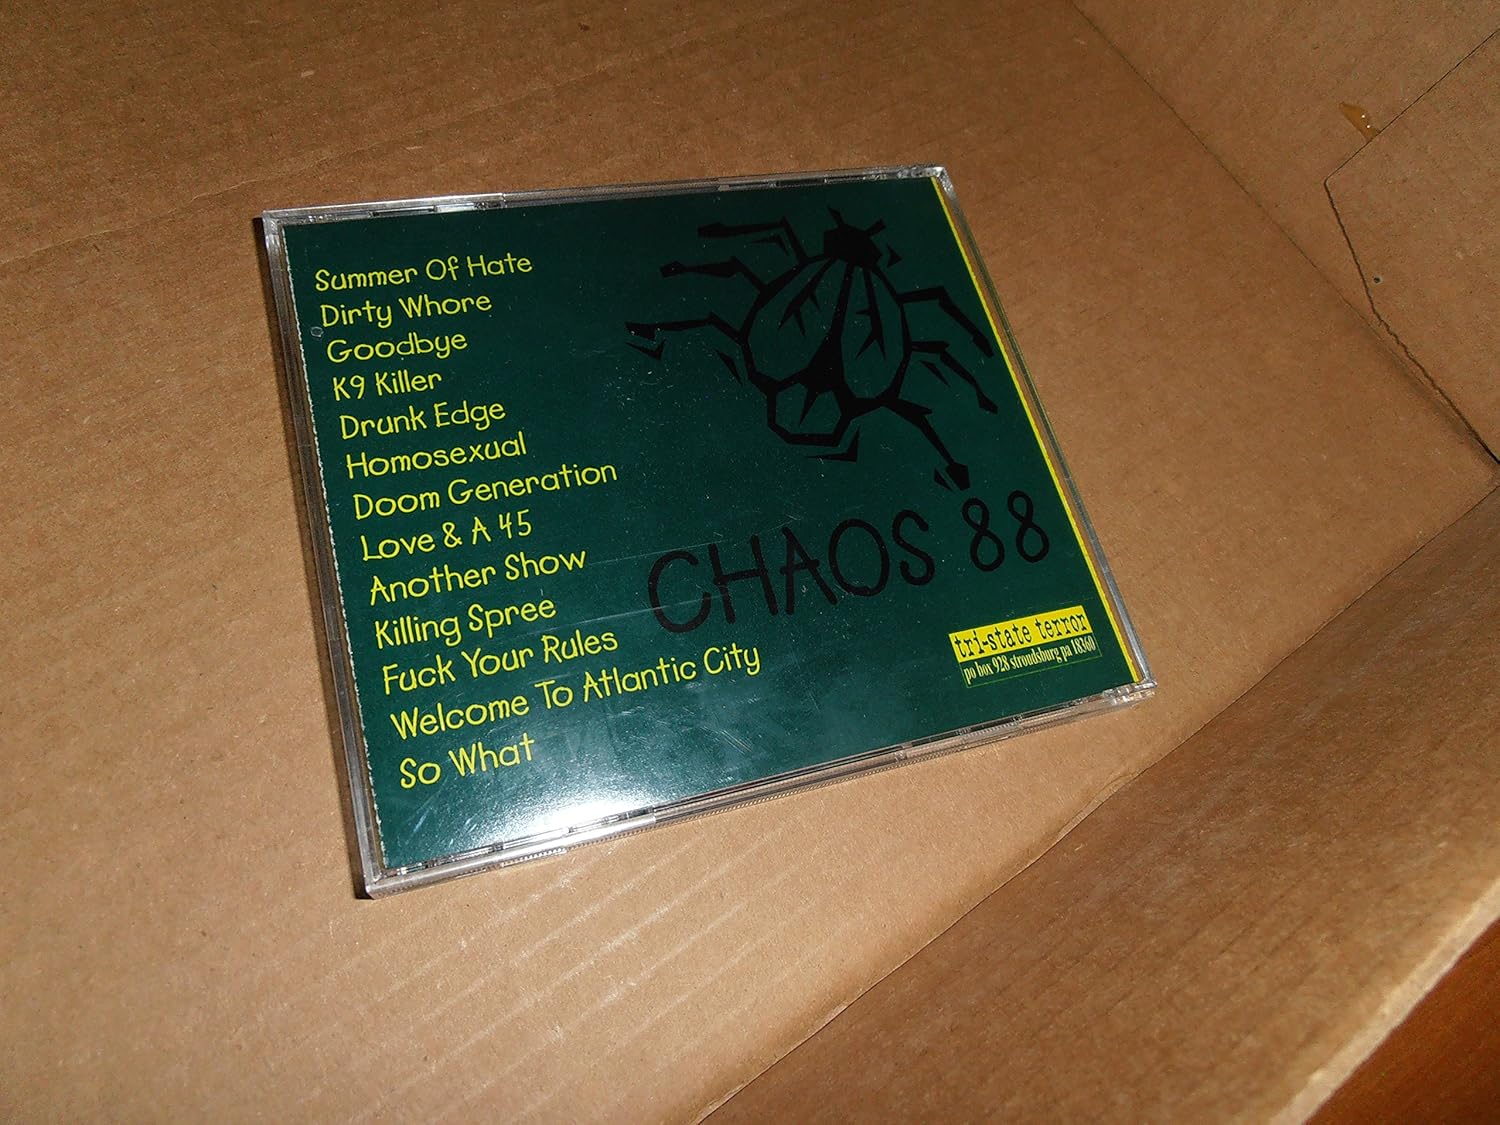 Summer Of Hate
Dirty Whore
Goodbye
K9 Killer
Drunk Edge
Homosexual
Doom Generation
Love & A 45
Another Show
Killing Spree
Fuck Your Rules
Welcome To Atlantic City
So What
CHAOS 88
tri-state terror
po box 928 stroudsburg pa 18360